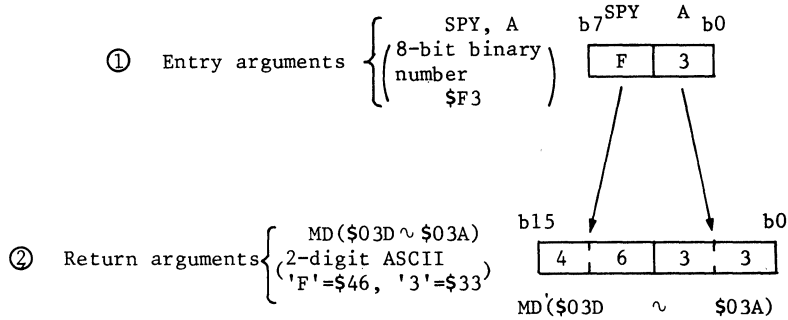 SPY A
b7 b0
① Entry arguments { SPY, A
(8-bit binary
number
$F3)
F 3
b15 b0
② Return arguments { MD($03D ∿ $03A)
(2-digit ASCII
'F'=$46, '3'=$33)
4 6 3 3
MD($03D ∿ $03A)